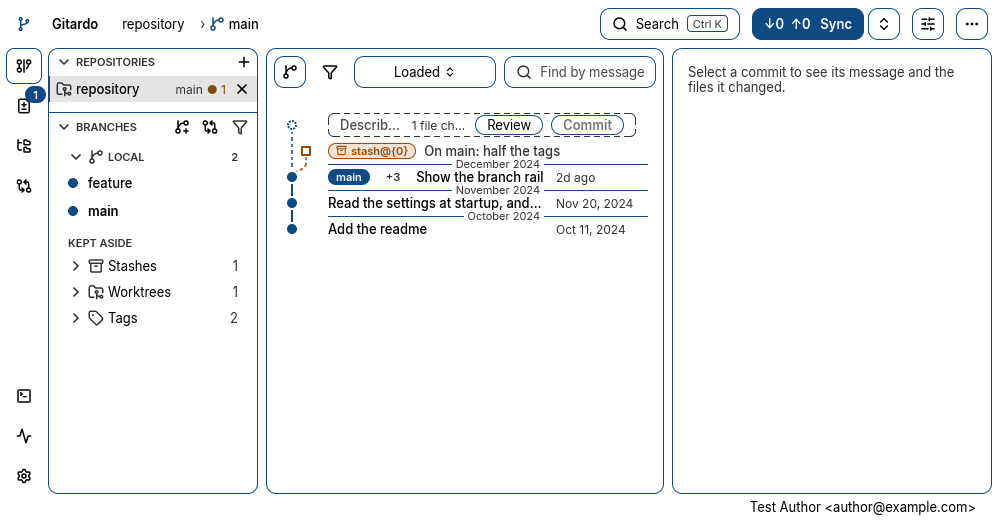 Gitardo repository › main Search Ctrl K ↓0 ↑0 Sync
REPOSITORIES
repository main 1
1
BRANCHES
LOCAL 2
feature
main
KEPT ASIDE
Stashes 1
Worktrees 1
Tags 2
Loaded Find by message
Describ... 1 file ch... Review Commit
stash@{0} On main: half the tags
December 2024
main +3 Show the branch rail 2d ago
November 2024
Read the settings at startup, and... Nov 20, 2024
October 2024
Add the readme Oct 11, 2024
Select a commit to see its message and the
files it changed.
Test Author <author@example.com>